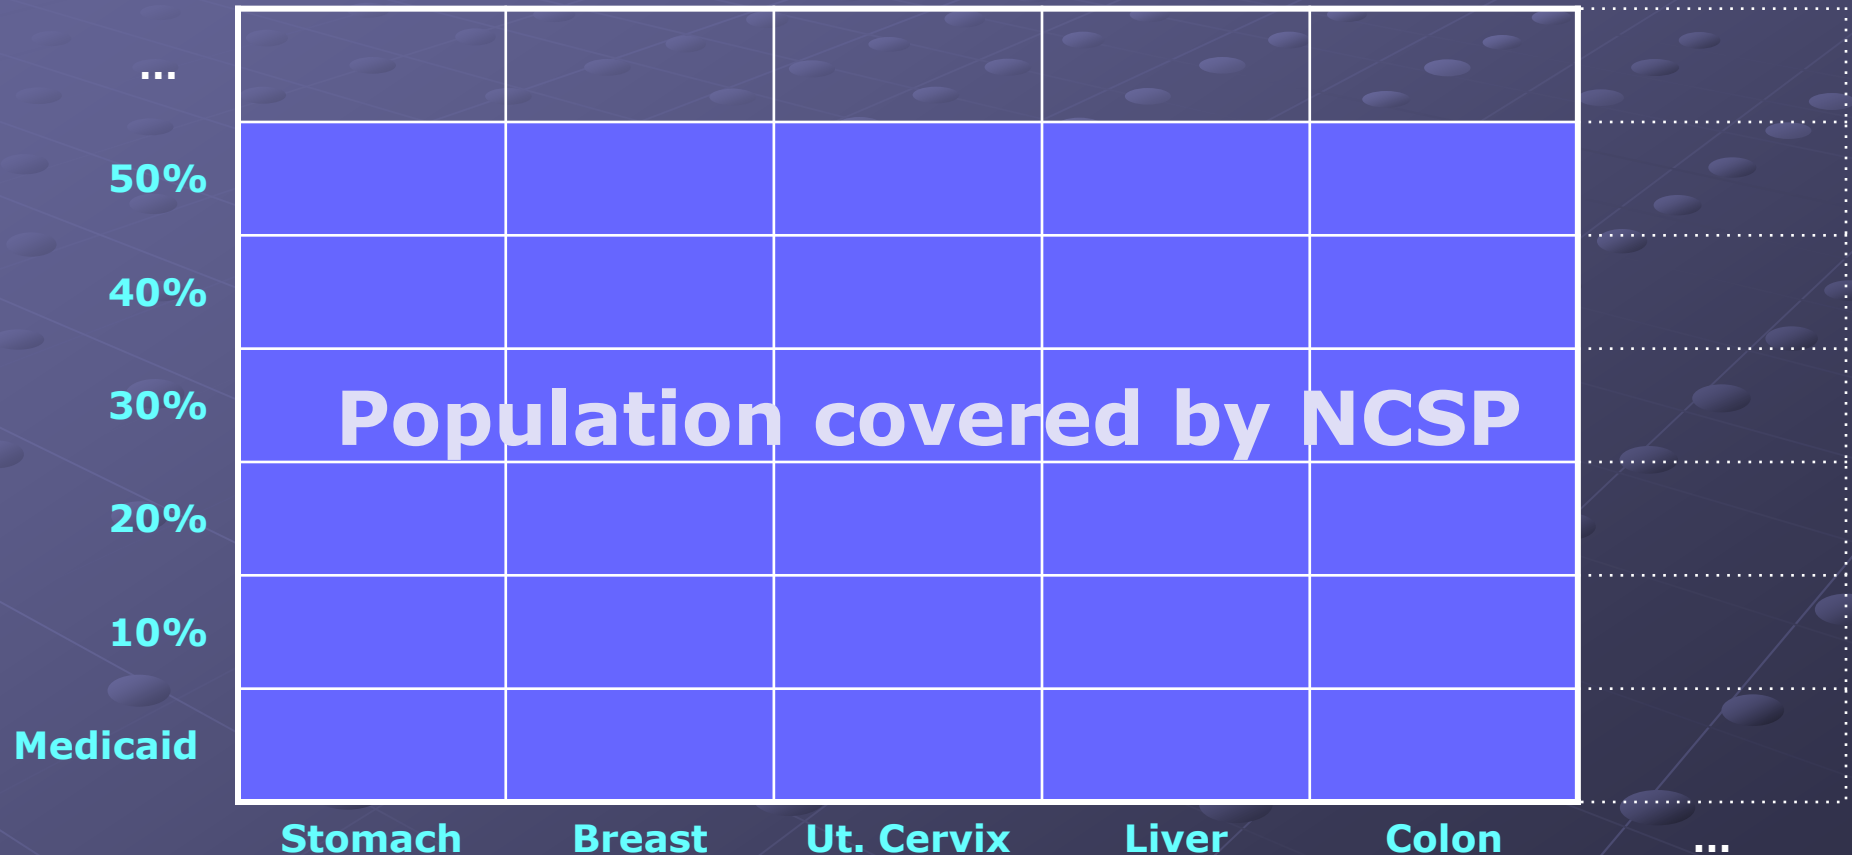 ...
50%
40%
30%
Population covered by NCSP
20%
10%
Medicaid
Stomach Breast Ut. Cervix Liver Colon ...